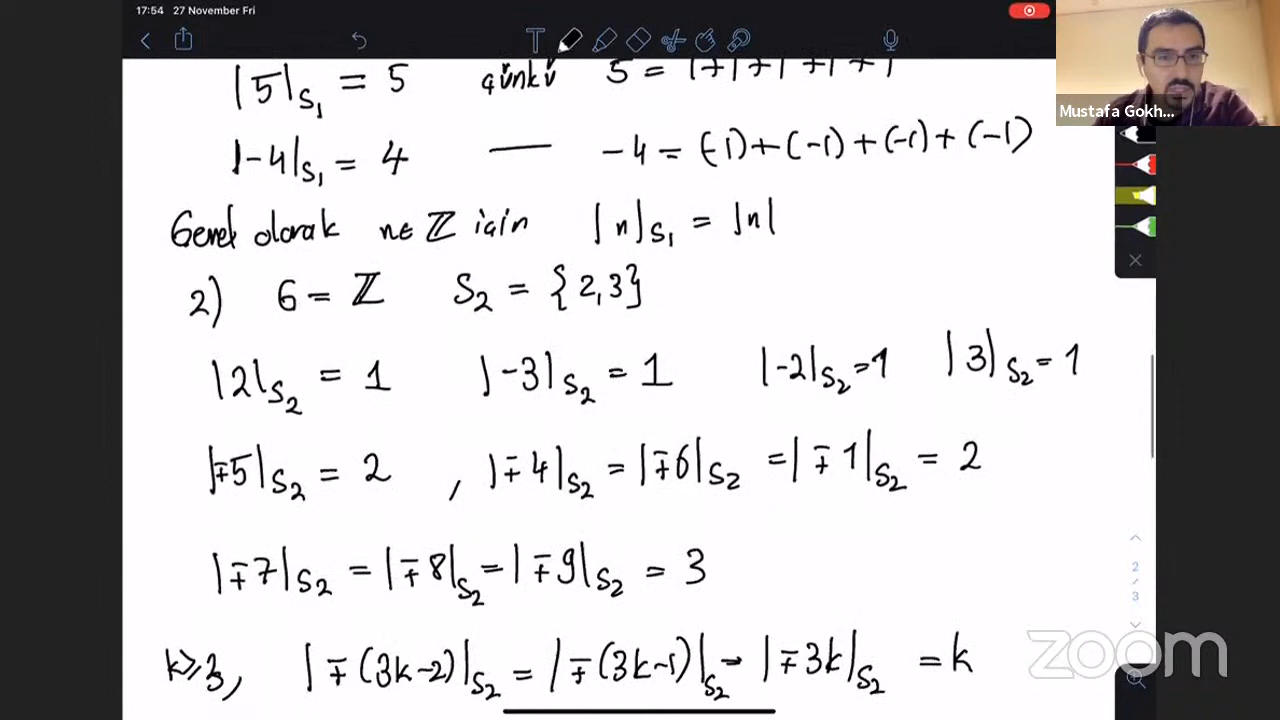 17:54 27 November Fri
|5|_{S_1} = 5 çünkü 5 = 1+1+1+1+1
Mustafa Gokh...
|-4|_{S_1} = 4 — -4 = (-1)+(-1)+(-1)+(-1)
Genel olarak n∈ℤ için |n|_{S_1} = |n|
2) G = ℤ S_2 = {2,3}
|2|_{S_2} = 1 |-3|_{S_2} = 1 |-2|_{S_2} = 1 |3|_{S_2} = 1
|∓5|_{S_2} = 2 , |∓4|_{S_2} = |∓6|_{S_2} = |∓1|_{S_2} = 2
|∓7|_{S_2} = |∓8|_{S_2} = |∓9|_{S_2} = 3
2 / 3
k≥3, |∓(3k-2)|_{S_2} = |∓(3k-1)|_{S_2} = |∓3k|_{S_2} = k
zoom